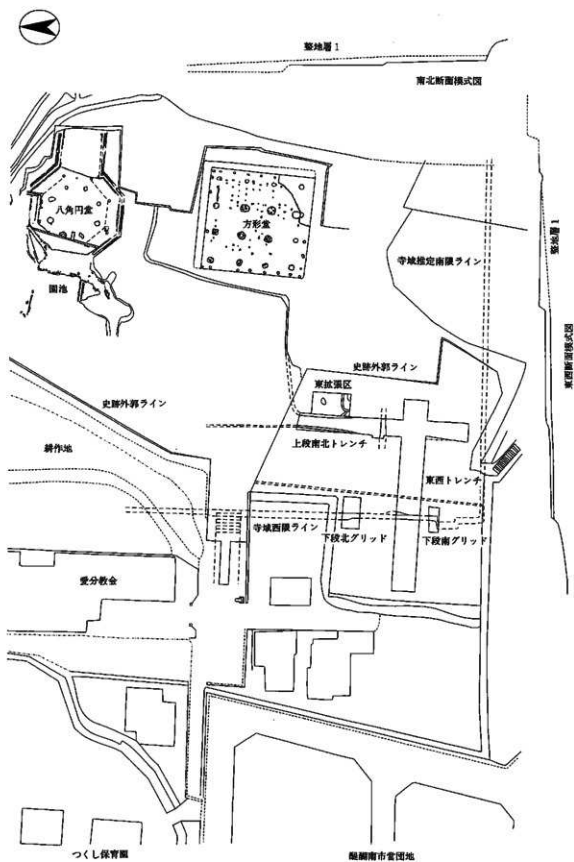 整地層1
南北断面模式図
八角円堂
方形堂
園池
寺域推定南限ライン
整地層1
東西断面模式図
史跡外郭ライン
東拡張区
史跡外郭ライン
耕作地
上段南北トレンチ
東西トレンチ
寺域西限ライン
下段北グリッド
下段南グリッド
愛分教会
つくし保育園
醍醐南市営団地